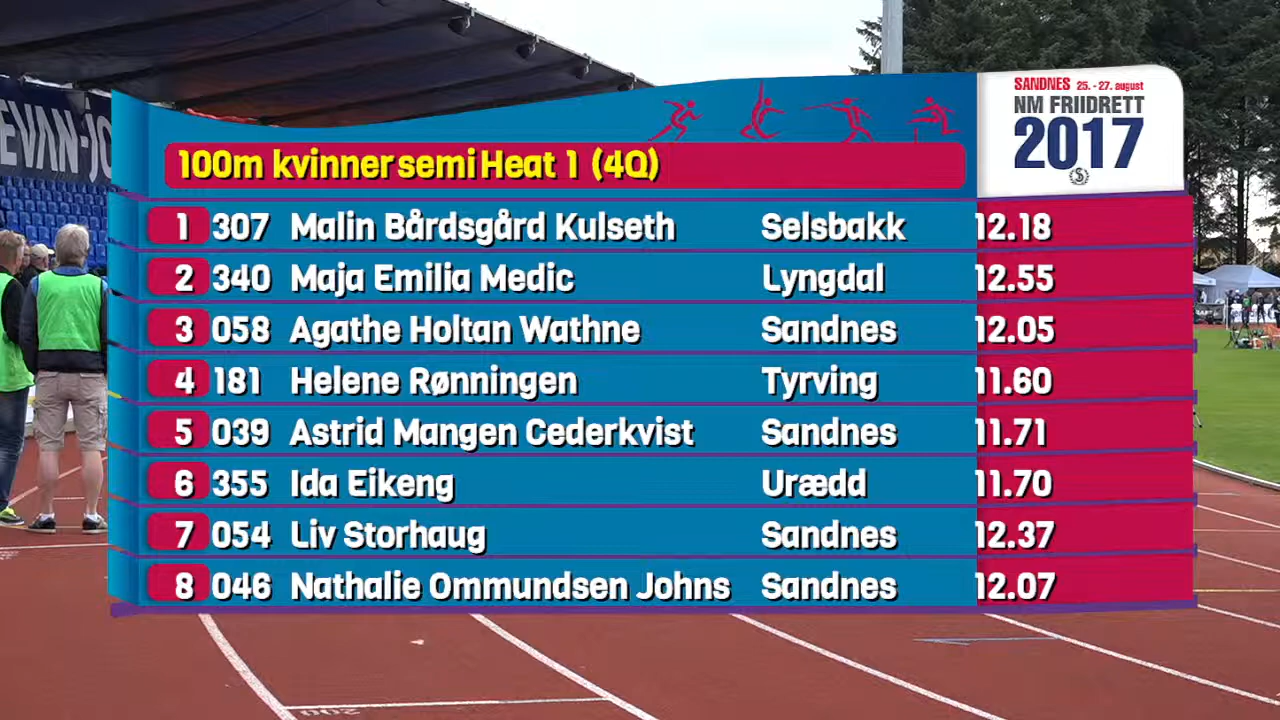 SANDNES 25. - 27. august
NM FRIIDRETT
2017
EVAN-JO
100m kvinner semi Heat 1 (4Q)
1 307 Malin Bårdsgård Kulseth Selsbakk 12.18
2 340 Maja Emilia Medic Lyngdal 12.55
3 058 Agathe Holtan Wathne Sandnes 12.05
4 181 Helene Rønningen Tyrving 11.60
5 039 Astrid Mangen Cederkvist Sandnes 11.71
6 355 Ida Eikeng Urædd 11.70
7 054 Liv Storhaug Sandnes 12.37
8 046 Nathalie Ommundsen Johns Sandnes 12.07